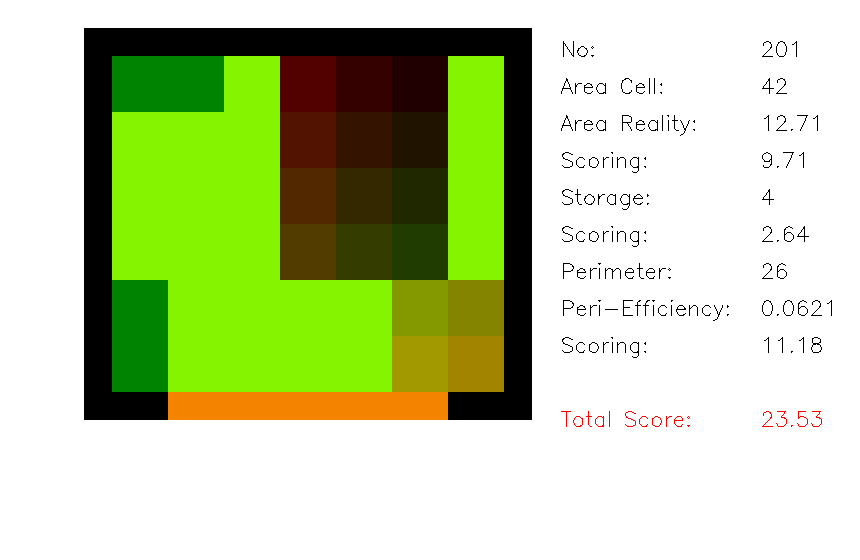 No: 201
Area Cell: 42
Area Reality: 12.71
Scoring: 9.71
Storage: 4
Scoring: 2.64
Perimeter: 26
Peri-Efficiency: 0.0621
Scoring: 11.18
Total Score: 23.53